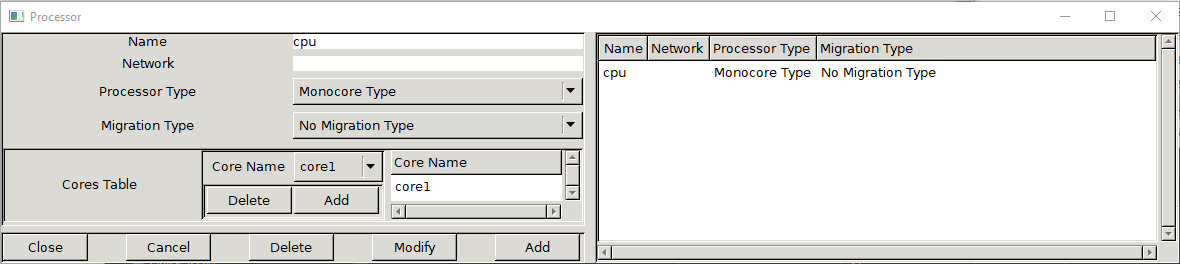 Processor
Name cpu
Network
Processor Type Monocore Type
Migration Type No Migration Type
Cores Table
Core Name core1
Delete Add
Core Name
core1
Close Cancel Delete Modify Add
Name Network Processor Type Migration Type
cpu Monocore Type No Migration Type